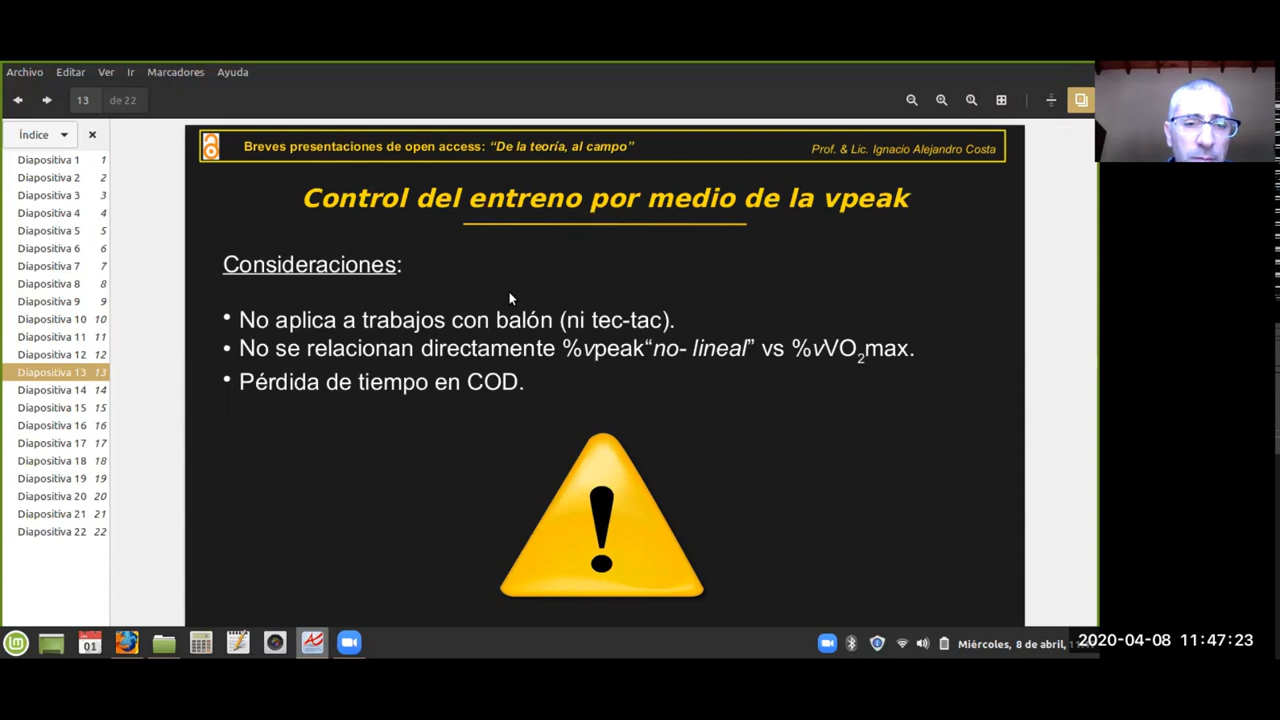 Archivo Editar Ver Ir Marcadores Ayuda
13 de 22
Índice
Diapositiva 1 1
Diapositiva 2 2
Diapositiva 3 3
Diapositiva 4 4
Diapositiva 5 5
Diapositiva 6 6
Diapositiva 7 7
Diapositiva 8 8
Diapositiva 9 9
Diapositiva 10 10
Diapositiva 11 11
Diapositiva 12 12
Diapositiva 13 13
Diapositiva 14 14
Diapositiva 15 15
Diapositiva 16 16
Diapositiva 17 17
Diapositiva 18 18
Diapositiva 19 19
Diapositiva 20 20
Diapositiva 21 21
Diapositiva 22 22
Breves presentaciones de open access: “De la teoría, al campo”
Prof. & Lic. Ignacio Alejandro Costa
Control del entreno por medio de la vpeak
Consideraciones:
• No aplica a trabajos con balón (ni tec-tac).
• No se relacionan directamente %vpeak“no- lineal” vs %vVO2max.
• Pérdida de tiempo en COD.
!
01
Miércoles, 8 de abril,
2020-04-08 11:47:23